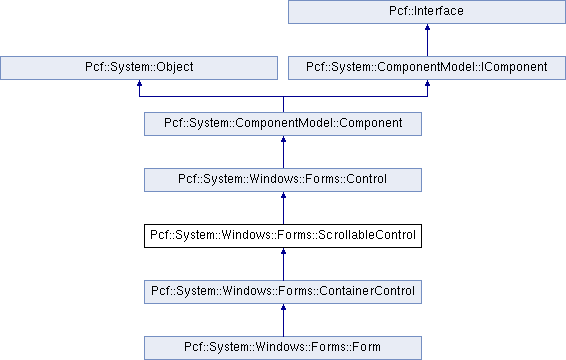 Pcf::Interface
Pcf::System::Object
Pcf::System::ComponentModel::IComponent
Pcf::System::ComponentModel::Component
Pcf::System::Windows::Forms::Control
Pcf::System::Windows::Forms::ScrollableControl
Pcf::System::Windows::Forms::ContainerControl
Pcf::System::Windows::Forms::Form